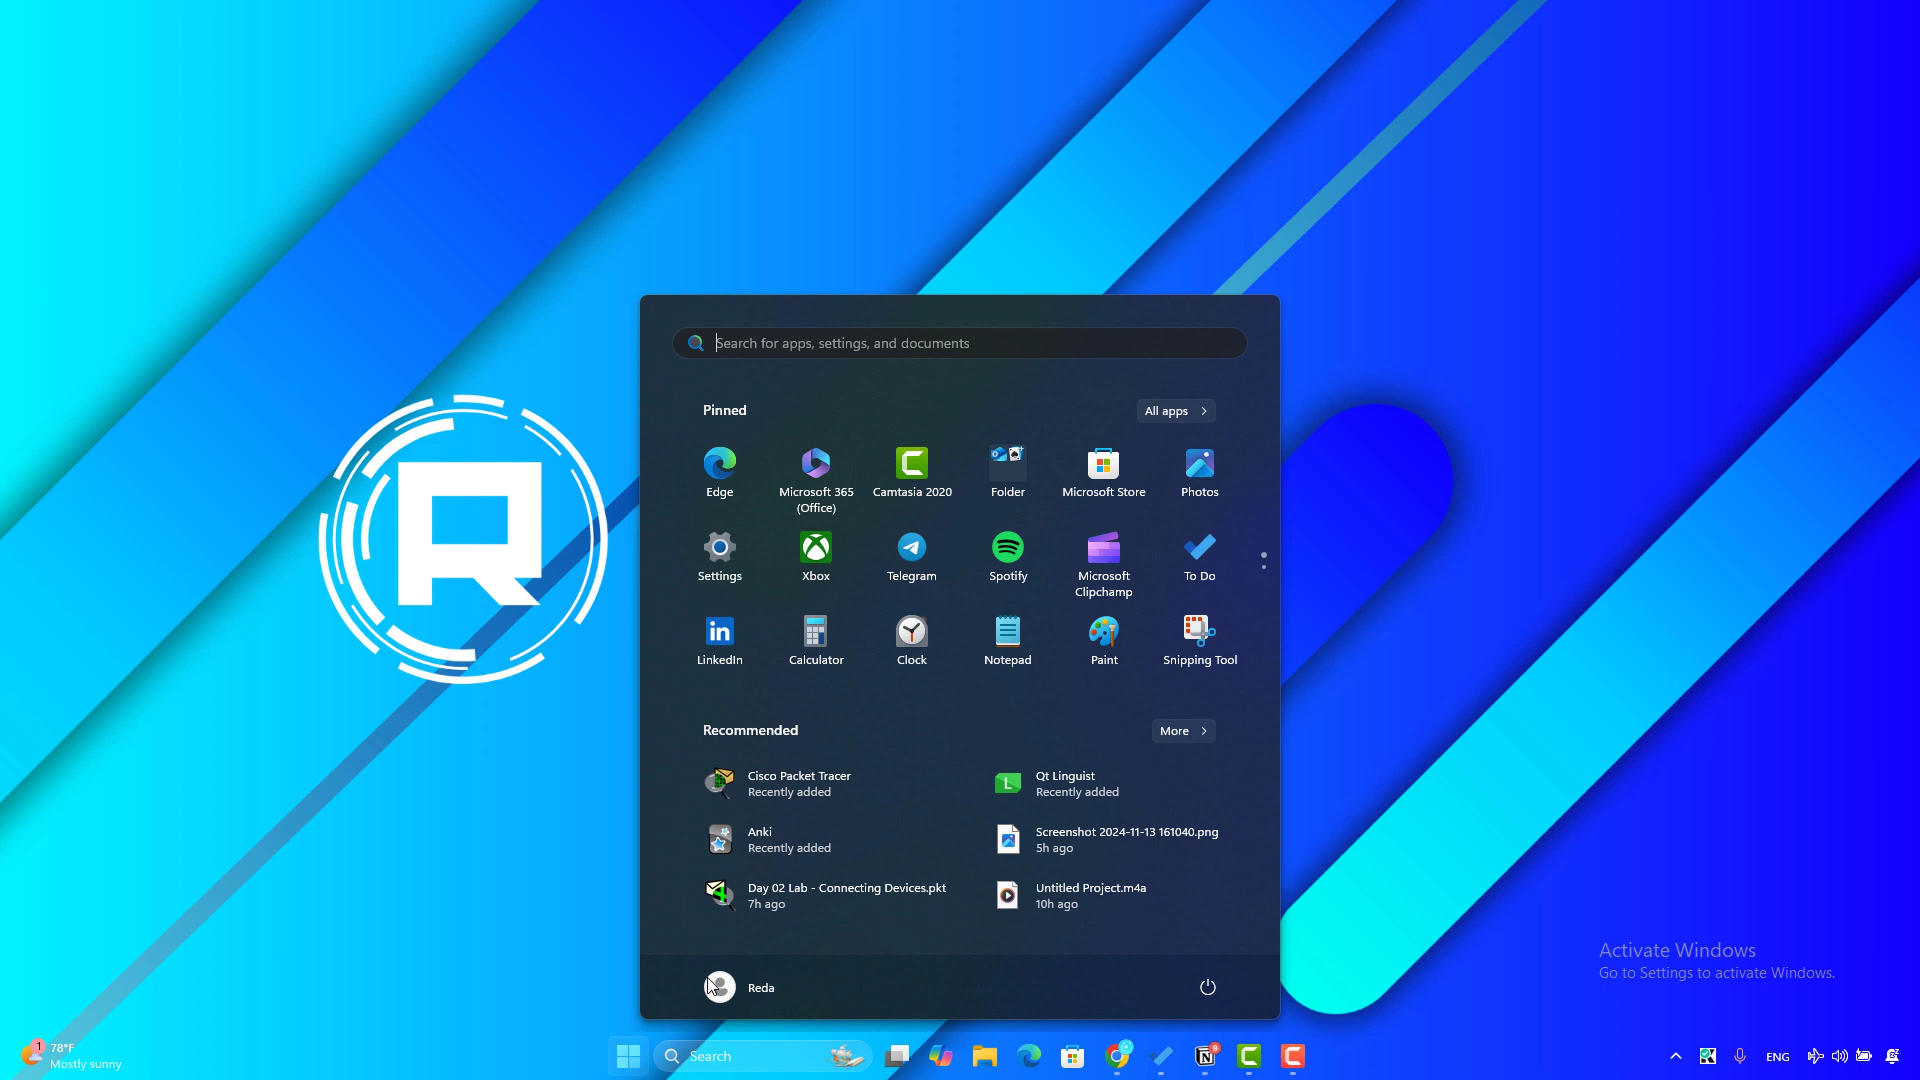 Search for apps, settings, and documents
Pinned
All apps
Edge
Microsoft 365
(Office)
Camtasia 2020
Folder
Microsoft Store
Photos
Settings
Xbox
Telegram
Spotify
Microsoft
Clipchamp
To Do
LinkedIn
Calculator
Clock
Notepad
Paint
Snipping Tool
Recommended
More
Cisco Packet Tracer
Recently added
Qt Linguist
Recently added
Anki
Recently added
Screenshot 2024-11-13 161040.png
5h ago
Day 02 Lab - Connecting Devices.pkt
7h ago
Untitled Project.m4a
10h ago
Reda
Activate Windows
Go to Settings to activate Windows.
1
78°F
Mostly sunny
Search
ENG